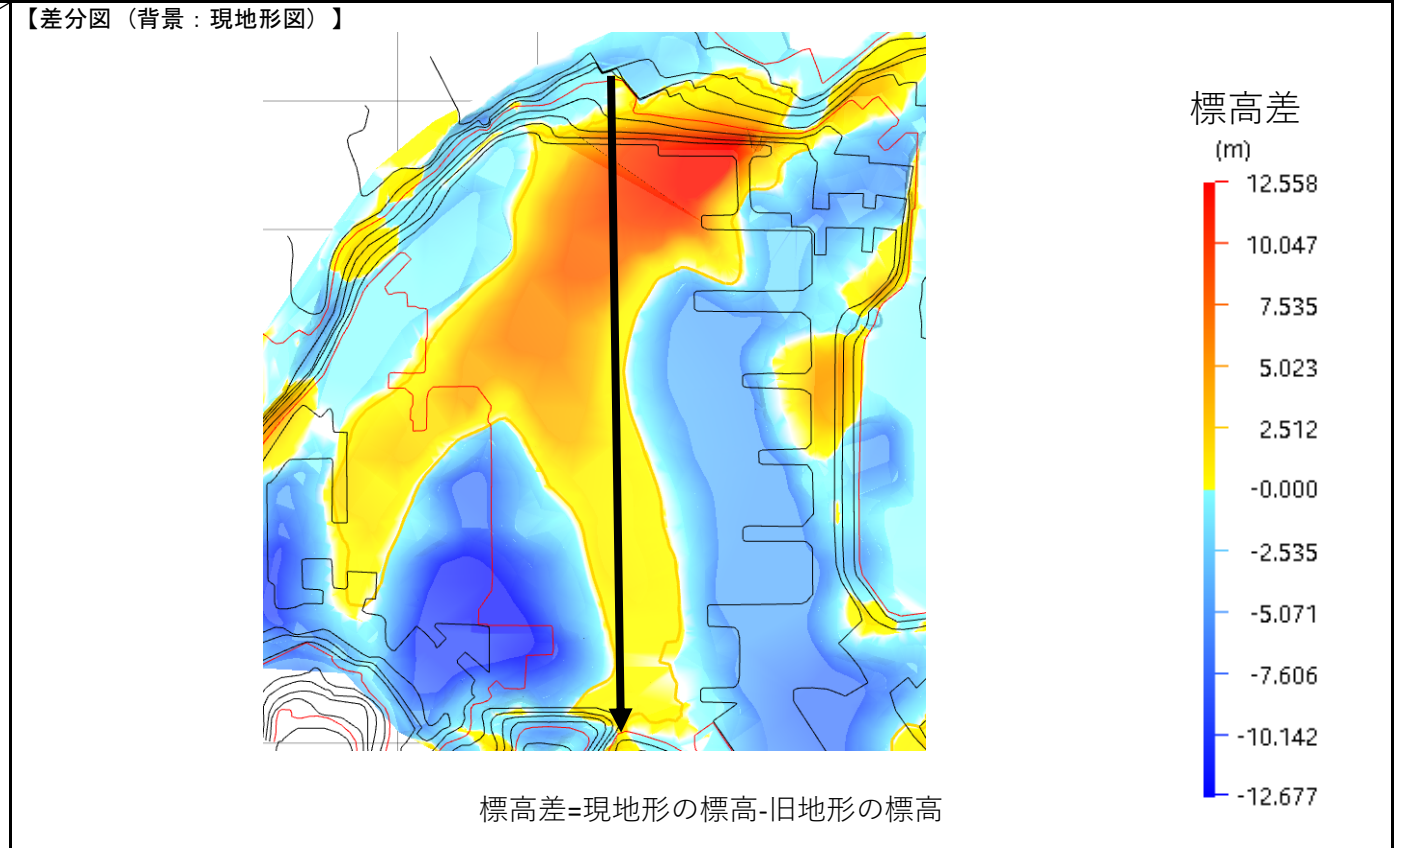 【差分図（背景：現地形図）】
標高差
(m)
12.558
10.047
7.535
5.023
2.512
-0.000
-2.535
-5.071
-7.606
-10.142
-12.677
標高差=現地形の標高-旧地形の標高